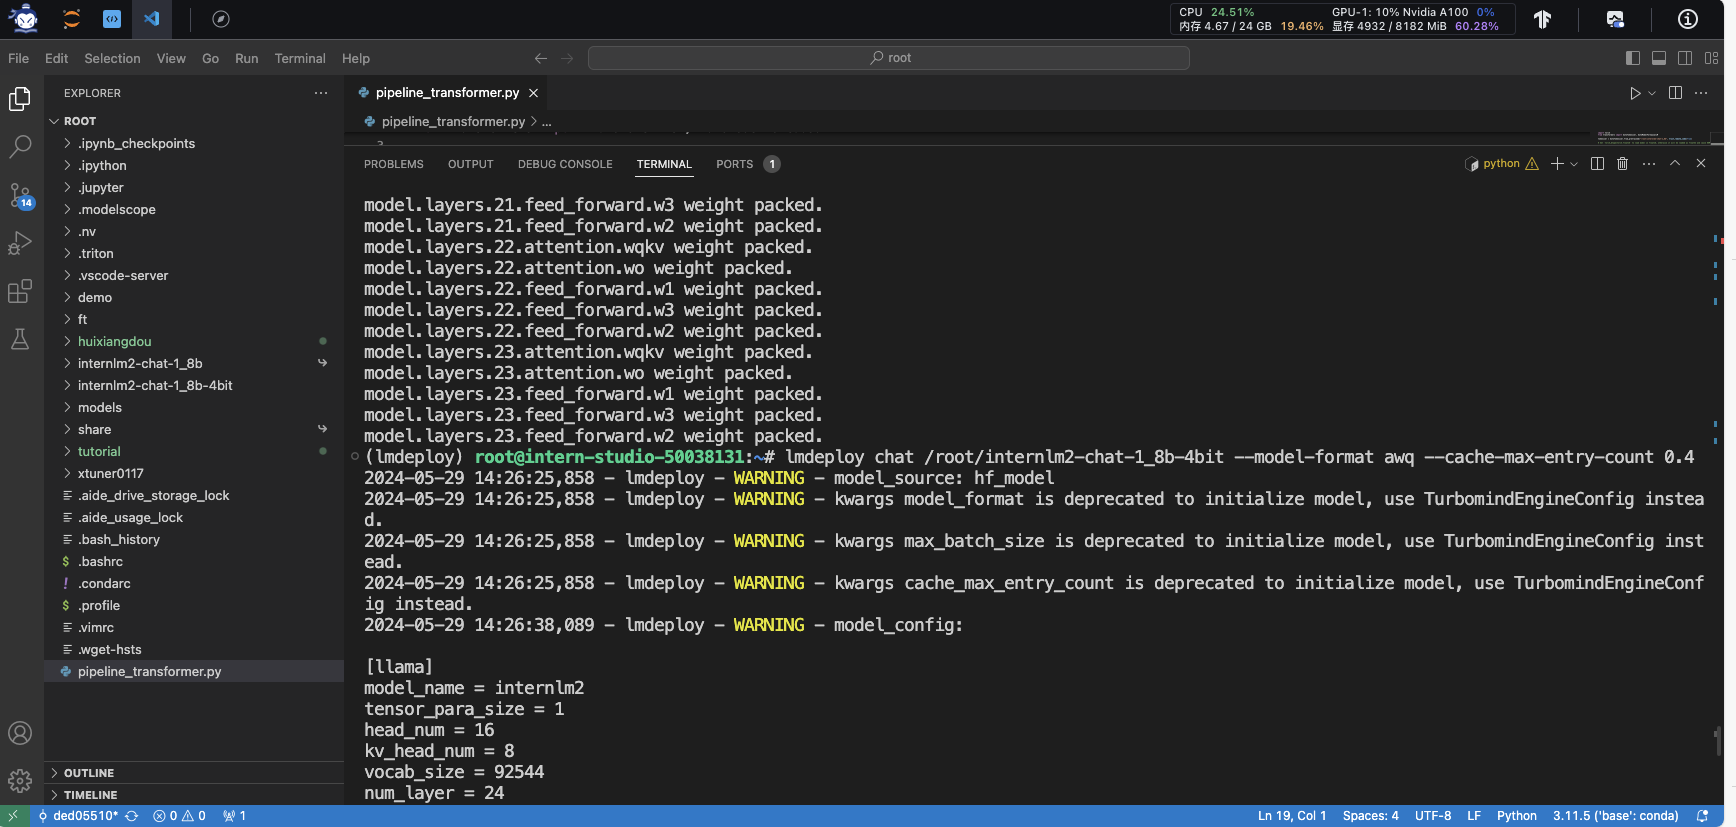 CPU 24.51% GPU-1: 10% Nvidia A100 0%
内存 4.67 / 24 GB 19.46% 显存 4932 / 8182 MiB 60.28%
File Edit Selection View Go Run Terminal Help
root
EXPLORER
ROOT
.ipynb_checkpoints
.ipython
.jupyter
.modelscope
.nv
.triton
.vscode-server
demo
ft
huixiangdou
internlm2-chat-1_8b
internlm2-chat-1_8b-4bit
models
share
tutorial
xtuner0117
.aide_drive_storage_lock
.aide_usage_lock
.bash_history
$ .bashrc
! .condarc
$ .profile
.vimrc
.wget-hsts
pipeline_transformer.py
OUTLINE
TIMELINE
14
pipeline_transformer.py
pipeline_transformer.py > ...
PROBLEMS OUTPUT DEBUG CONSOLE TERMINAL PORTS 1
python
model.layers.21.feed_forward.w3 weight packed.
model.layers.21.feed_forward.w2 weight packed.
model.layers.22.attention.wqkv weight packed.
model.layers.22.attention.wo weight packed.
model.layers.22.feed_forward.w1 weight packed.
model.layers.22.feed_forward.w3 weight packed.
model.layers.22.feed_forward.w2 weight packed.
model.layers.23.attention.wqkv weight packed.
model.layers.23.attention.wo weight packed.
model.layers.23.feed_forward.w1 weight packed.
model.layers.23.feed_forward.w3 weight packed.
model.layers.23.feed_forward.w2 weight packed.
(lmdeploy) root@intern-studio-50038131:~# lmdeploy chat /root/internlm2-chat-1_8b-4bit --model-format awq --cache-max-entry-count 0.4
2024-05-29 14:26:25,858 - lmdeploy - WARNING - model_source: hf_model
2024-05-29 14:26:25,858 - lmdeploy - WARNING - kwargs model_format is deprecated to initialize model, use TurbomindEngineConfig instea
d.
2024-05-29 14:26:25,858 - lmdeploy - WARNING - kwargs max_batch_size is deprecated to initialize model, use TurbomindEngineConfig inst
ead.
2024-05-29 14:26:25,858 - lmdeploy - WARNING - kwargs cache_max_entry_count is deprecated to initialize model, use TurbomindEngineConf
ig instead.
2024-05-29 14:26:38,089 - lmdeploy - WARNING - model_config:
[llama]
model_name = internlm2
tensor_para_size = 1
head_num = 16
kv_head_num = 8
vocab_size = 92544
num_layer = 24
ded05510* 0 0 1
Ln 19, Col 1 Spaces: 4 UTF-8 LF Python 3.11.5 ('base': conda)